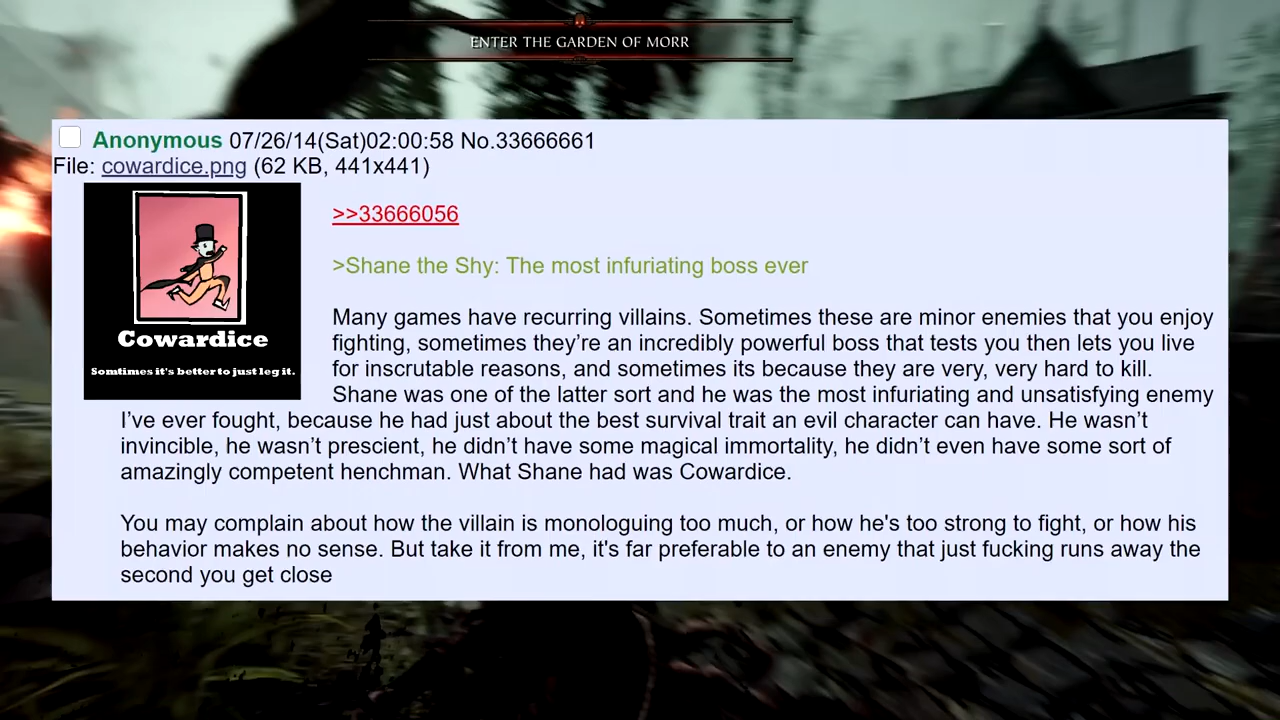 ENTER THE GARDEN OF MORR
Anonymous 07/26/14(Sat)02:00:58 No.33666661
File: cowardice.png (62 KB, 441x441)
Cowardice
Somtimes it's better to just leg it.
>>33666056
>Shane the Shy: The most infuriating boss ever
Many games have recurring villains. Sometimes these are minor enemies that you enjoy
fighting, sometimes they’re an incredibly powerful boss that tests you then lets you live
for inscrutable reasons, and sometimes its because they are very, very hard to kill.
Shane was one of the latter sort and he was the most infuriating and unsatisfying enemy
I’ve ever fought, because he had just about the best survival trait an evil character can have. He wasn’t
invincible, he wasn’t prescient, he didn’t have some magical immortality, he didn’t even have some sort of
amazingly competent henchman. What Shane had was Cowardice.
You may complain about how the villain is monologuing too much, or how he's too strong to fight, or how his
behavior makes no sense. But take it from me, it's far preferable to an enemy that just fucking runs away the
second you get close